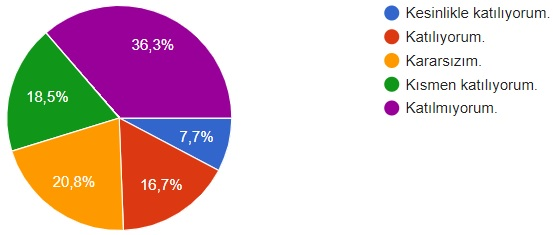 36,3%
18,5%
7,7%
20,8%
16,7%
Kesinlikle katılıyorum.
Katılıyorum.
Kararsızım.
Kısmen katılıyorum.
Katılmıyorum.